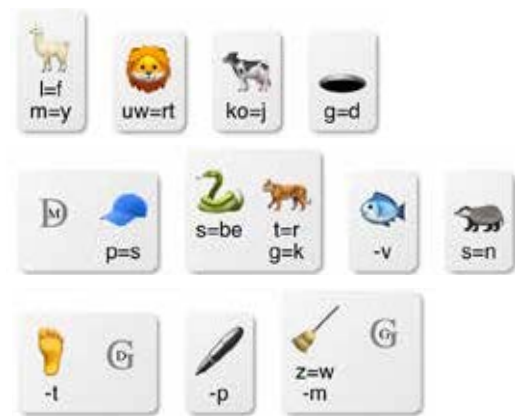 l=f
m=y uw=rt ko=j g=d
D M
s=be t=r
p=s g=k -v s=n
G D G G
z=w
-t -p -m